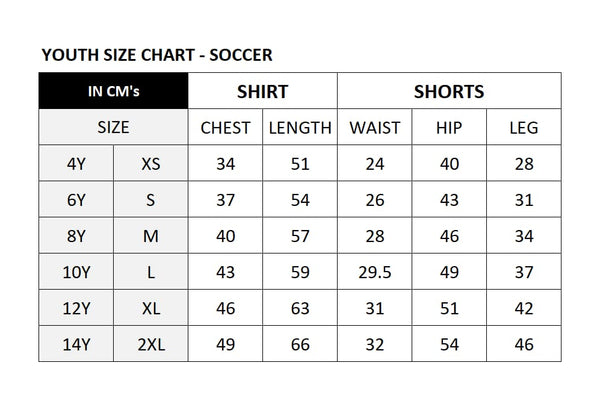 YOUTH SIZE CHART - SOCCER
IN CM's SHIRT SHORTS
SIZE CHEST LENGTH WAIST HIP LEG
4Y XS 34 51 24 40 28
6Y S 37 54 26 43 31
8Y M 40 57 28 46 34
10Y L 43 59 29.5 49 37
12Y XL 46 63 31 51 42
14Y 2XL 49 66 32 54 46